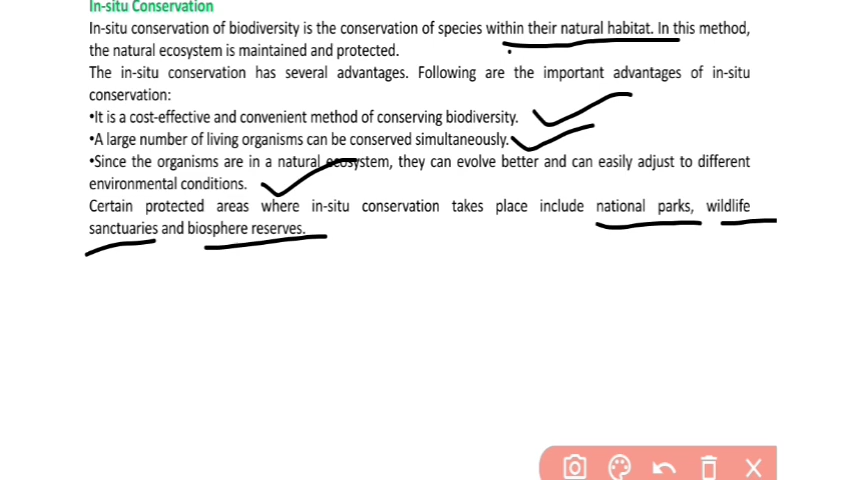 In-situ Conservation
In-situ conservation of biodiversity is the conservation of species within their natural habitat. In this method,
the natural ecosystem is maintained and protected.
The in-situ conservation has several advantages. Following are the important advantages of in-situ
conservation:
•It is a cost-effective and convenient method of conserving biodiversity.
•A large number of living organisms can be conserved simultaneously.
•Since the organisms are in a natural ecosystem, they can evolve better and can easily adjust to different
environmental conditions.
Certain protected areas where in-situ conservation takes place include national parks, wildlife
sanctuaries and biosphere reserves.